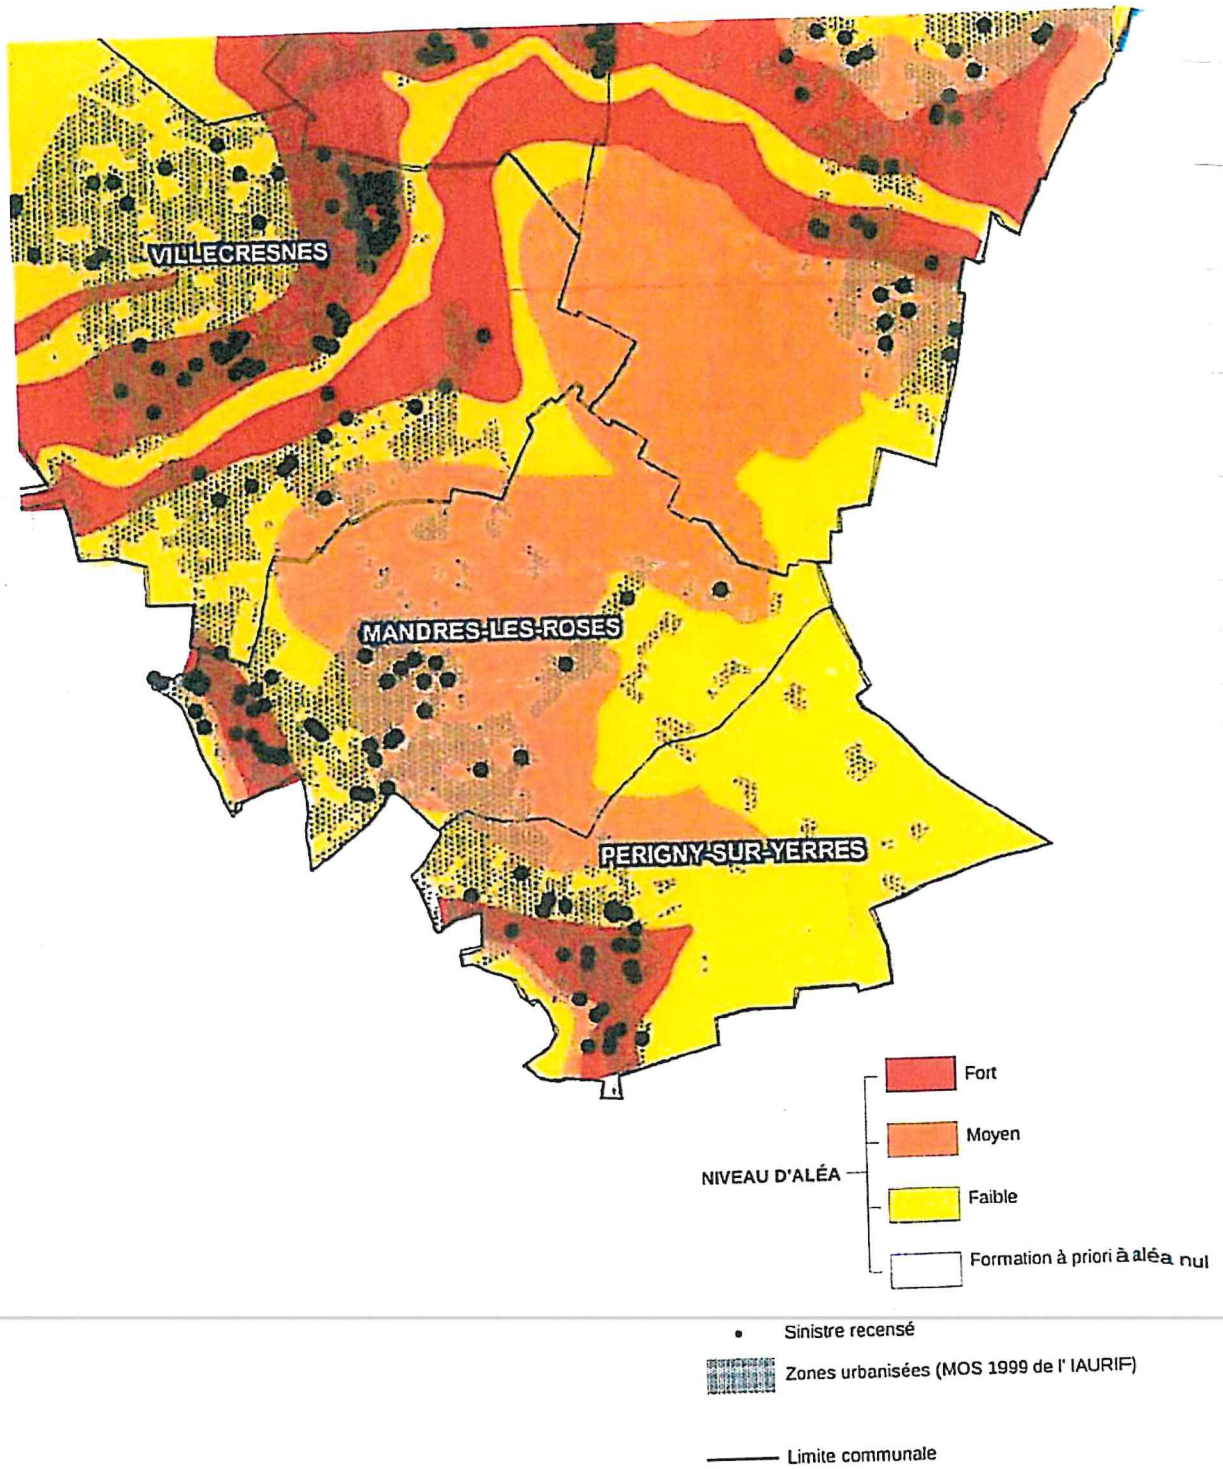 VILLECRESNES
MANDRES-LES-ROSES
PERIGNY-SUR-YERRES
Fort
Moyen
NIVEAU D'ALÉA
Faible
Formation à priori à aléa nul
Sinistre recensé
Zones urbanisées (MOS 1999 de l' IAURIF)
Limite communale